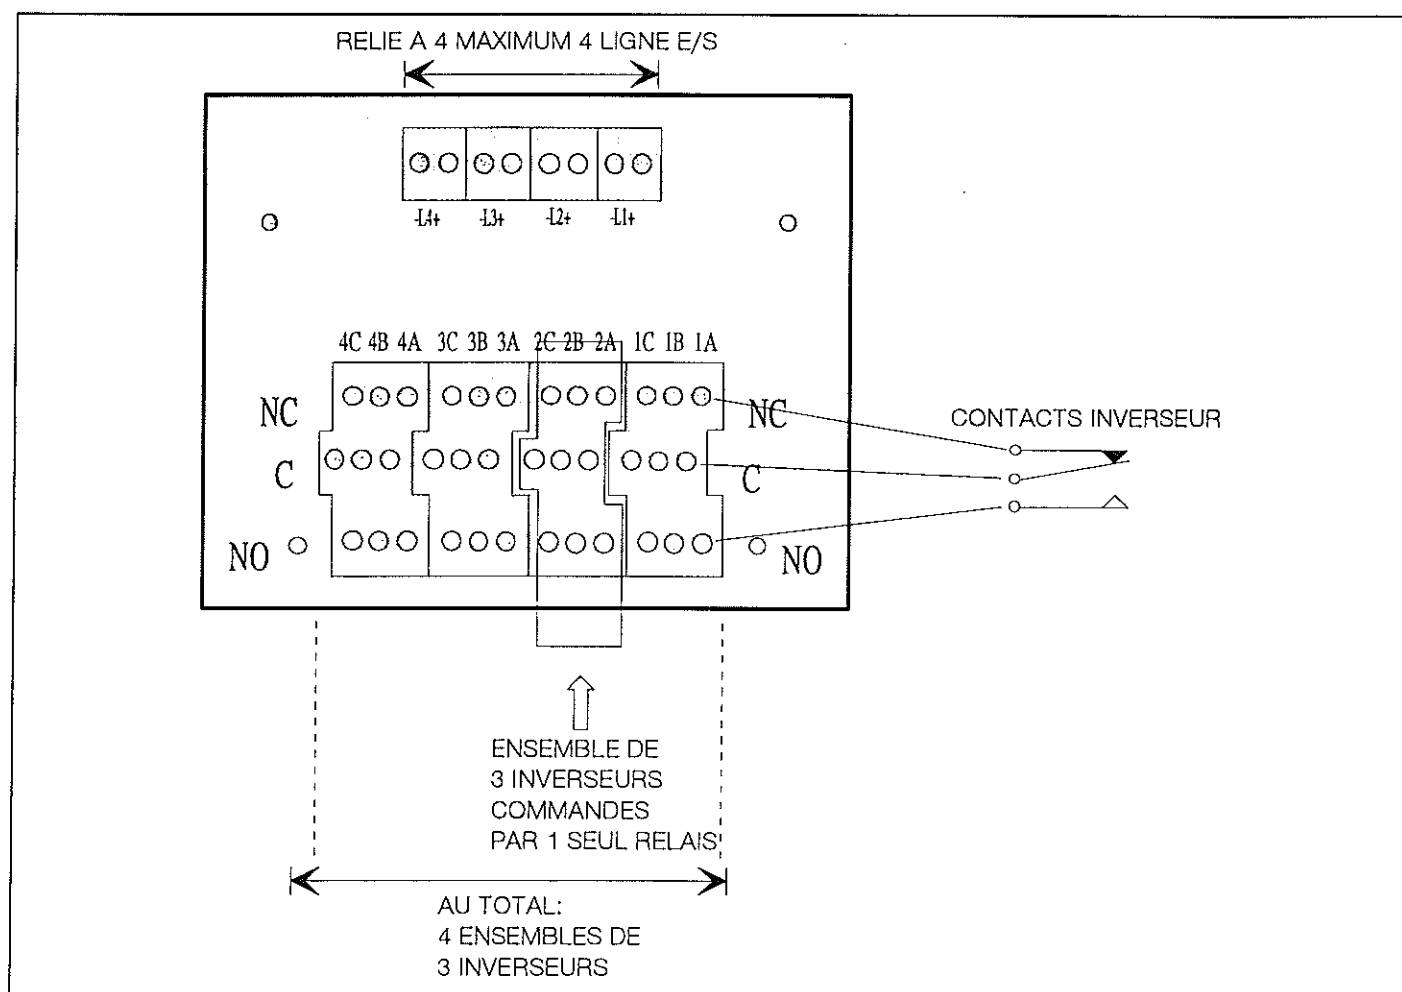 RELIE A 4 MAXIMUM 4 LIGNE E/S
-L4+ -L3+ -L2+ -L1+
4C 4B 4A 3C 3B 3A 2C 2B 2A 1C 1B 1A
NC NC
CONTACTS INVERSEUR
C C
NO NO
ENSEMBLE DE
3 INVERSEURS
COMMANDES
PAR 1 SEUL RELAIS
AU TOTAL:
4 ENSEMBLES DE
3 INVERSEURS